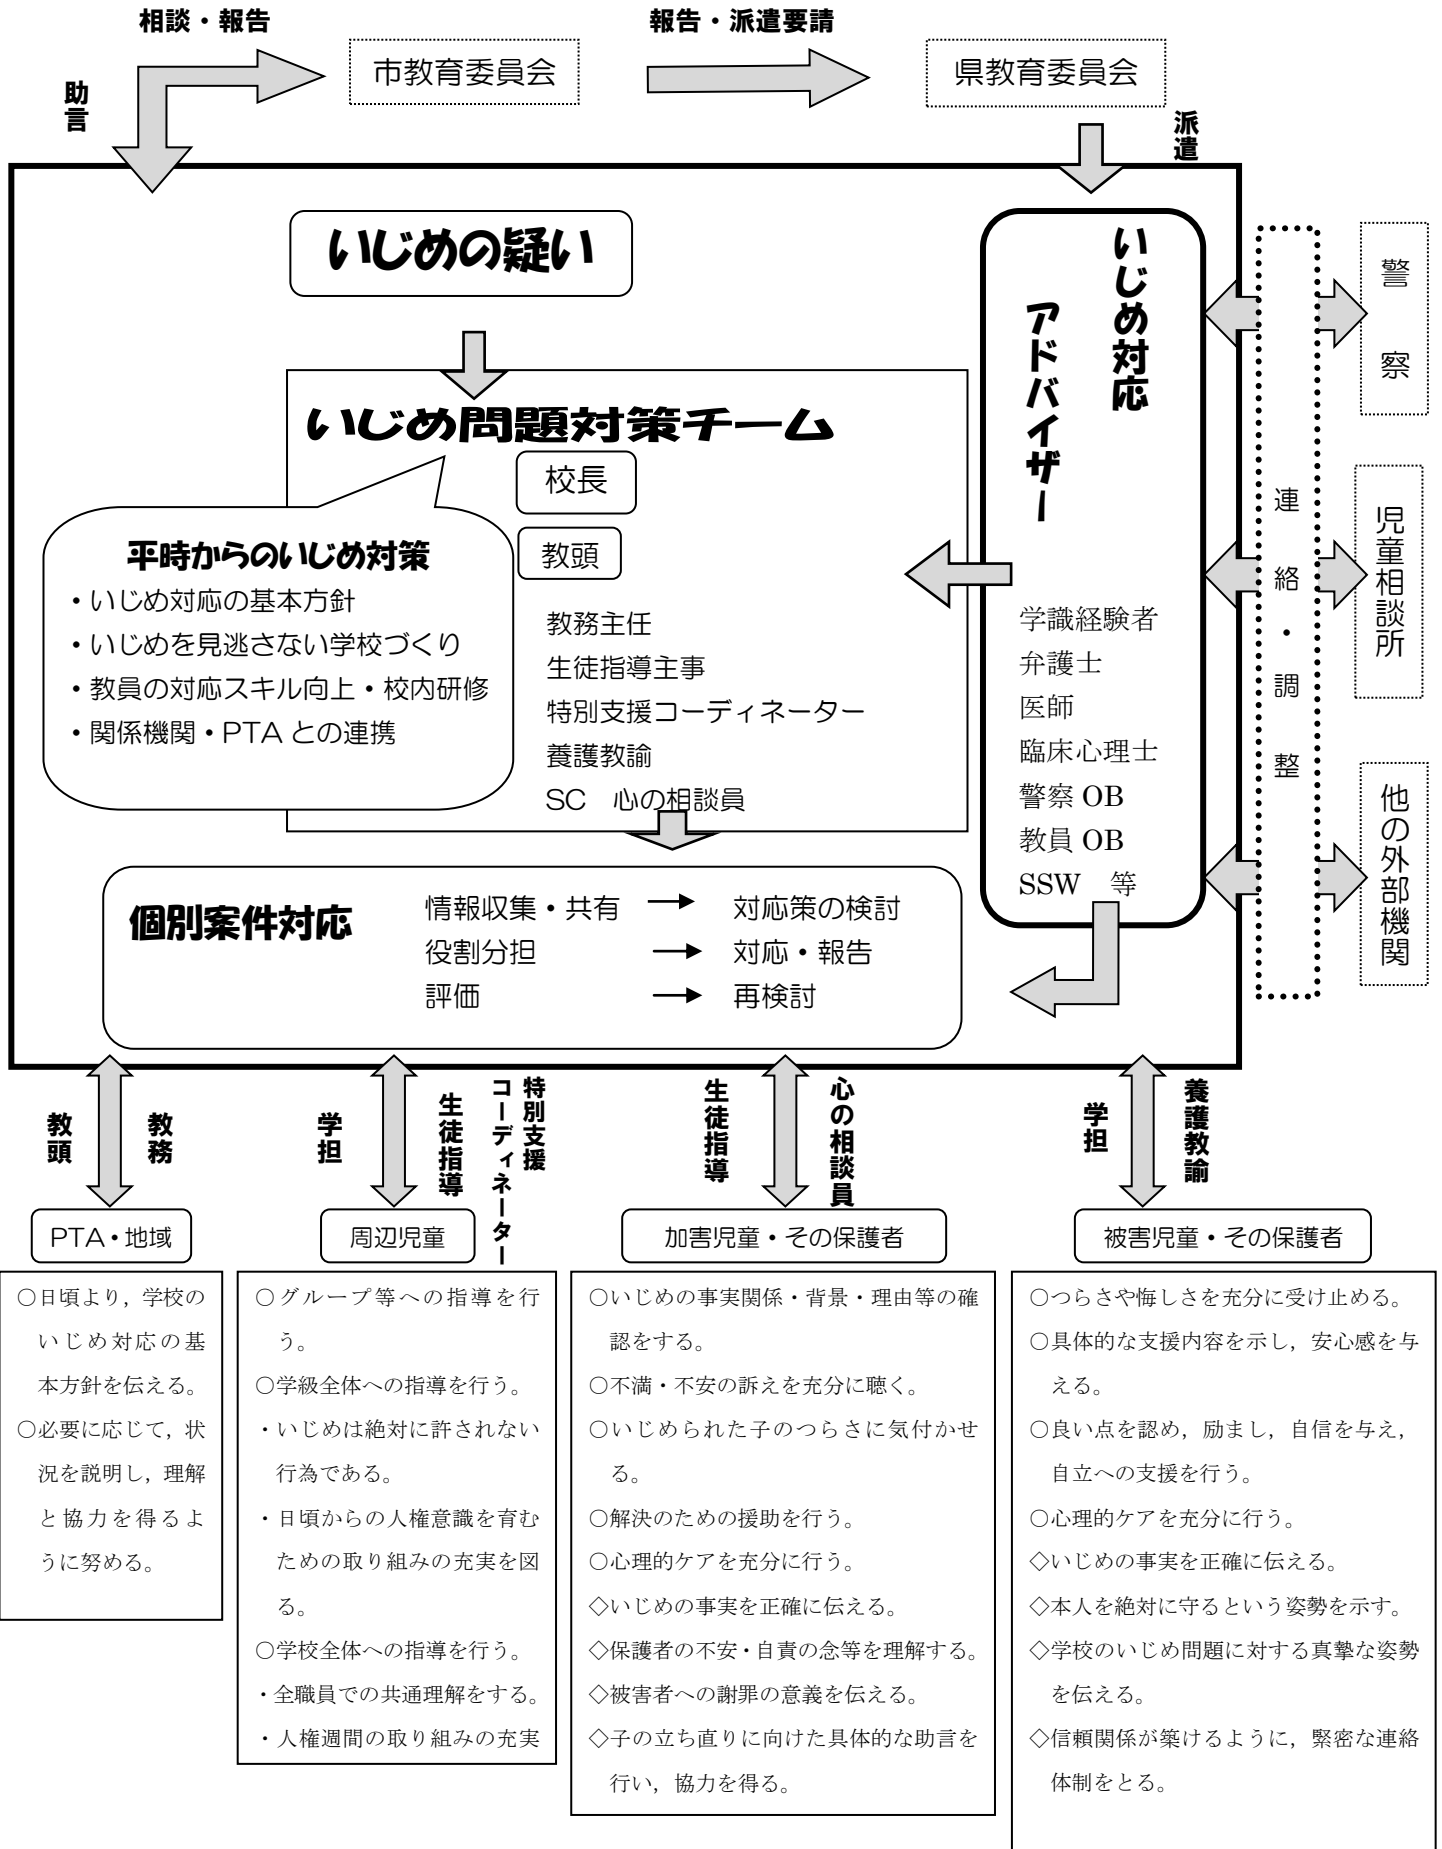 相談・報告
報告・派遣要請
市教育委員会
県教育委員会
助言
派遣
いじめの疑い
いじめ対応
アドバイザー
学識経験者
弁護士
医師
臨床心理士
警察 OB
教員 OB
SSW　等
連絡・調整
警察
児童相談所
他の外部機関
いじめ問題対策チーム
校長
教頭
教務主任
生徒指導主事
特別支援コーディネーター
養護教諭
SC　心の相談員
平時からのいじめ対策
・いじめ対応の基本方針
・いじめを見逃さない学校づくり
・教員の対応スキル向上・校内研修
・関係機関・PTA との連携
個別案件対応
情報収集・共有 → 対応策の検討
役割分担 → 対応・報告
評価 → 再検討
教頭
教務
学担
生徒指導
特別支援
コーディネーター
生徒指導
心の相談員
学担
養護教諭
PTA・地域
○日頃より，学校の
いじめ対応の基
本方針を伝える。
○必要に応じて，状
況を説明し，理解
と協力を得るよ
うに努める。
周辺児童
○グループ等への指導を行
う。
○学級全体への指導を行う。
・いじめは絶対に許されない
行為である。
・日頃からの人権意識を育む
ための取り組みの充実を図
る。
○学校全体への指導を行う。
・全職員での共通理解をする。
・人権週間の取り組みの充実
加害児童・その保護者
○いじめの事実関係・背景・理由等の確
認をする。
○不満・不安の訴えを充分に聴く。
○いじめられた子のつらさに気付かせ
る。
○解決のための援助を行う。
○心理的ケアを充分に行う。
◇いじめの事実を正確に伝える。
◇保護者の不安・自責の念等を理解する。
◇被害者への謝罪の意義を伝える。
◇子の立ち直りに向けた具体的な助言を
行い，協力を得る。
被害児童・その保護者
○つらさや悔しさを充分に受け止める。
○具体的な支援内容を示し，安心感を与
える。
○良い点を認め，励まし，自信を与え，
自立への支援を行う。
○心理的ケアを充分に行う。
◇いじめの事実を正確に伝える。
◇本人を絶対に守るという姿勢を示す。
◇学校のいじめ問題に対する真摯な姿勢
を伝える。
◇信頼関係が築けるように，緊密な連絡
体制をとる。